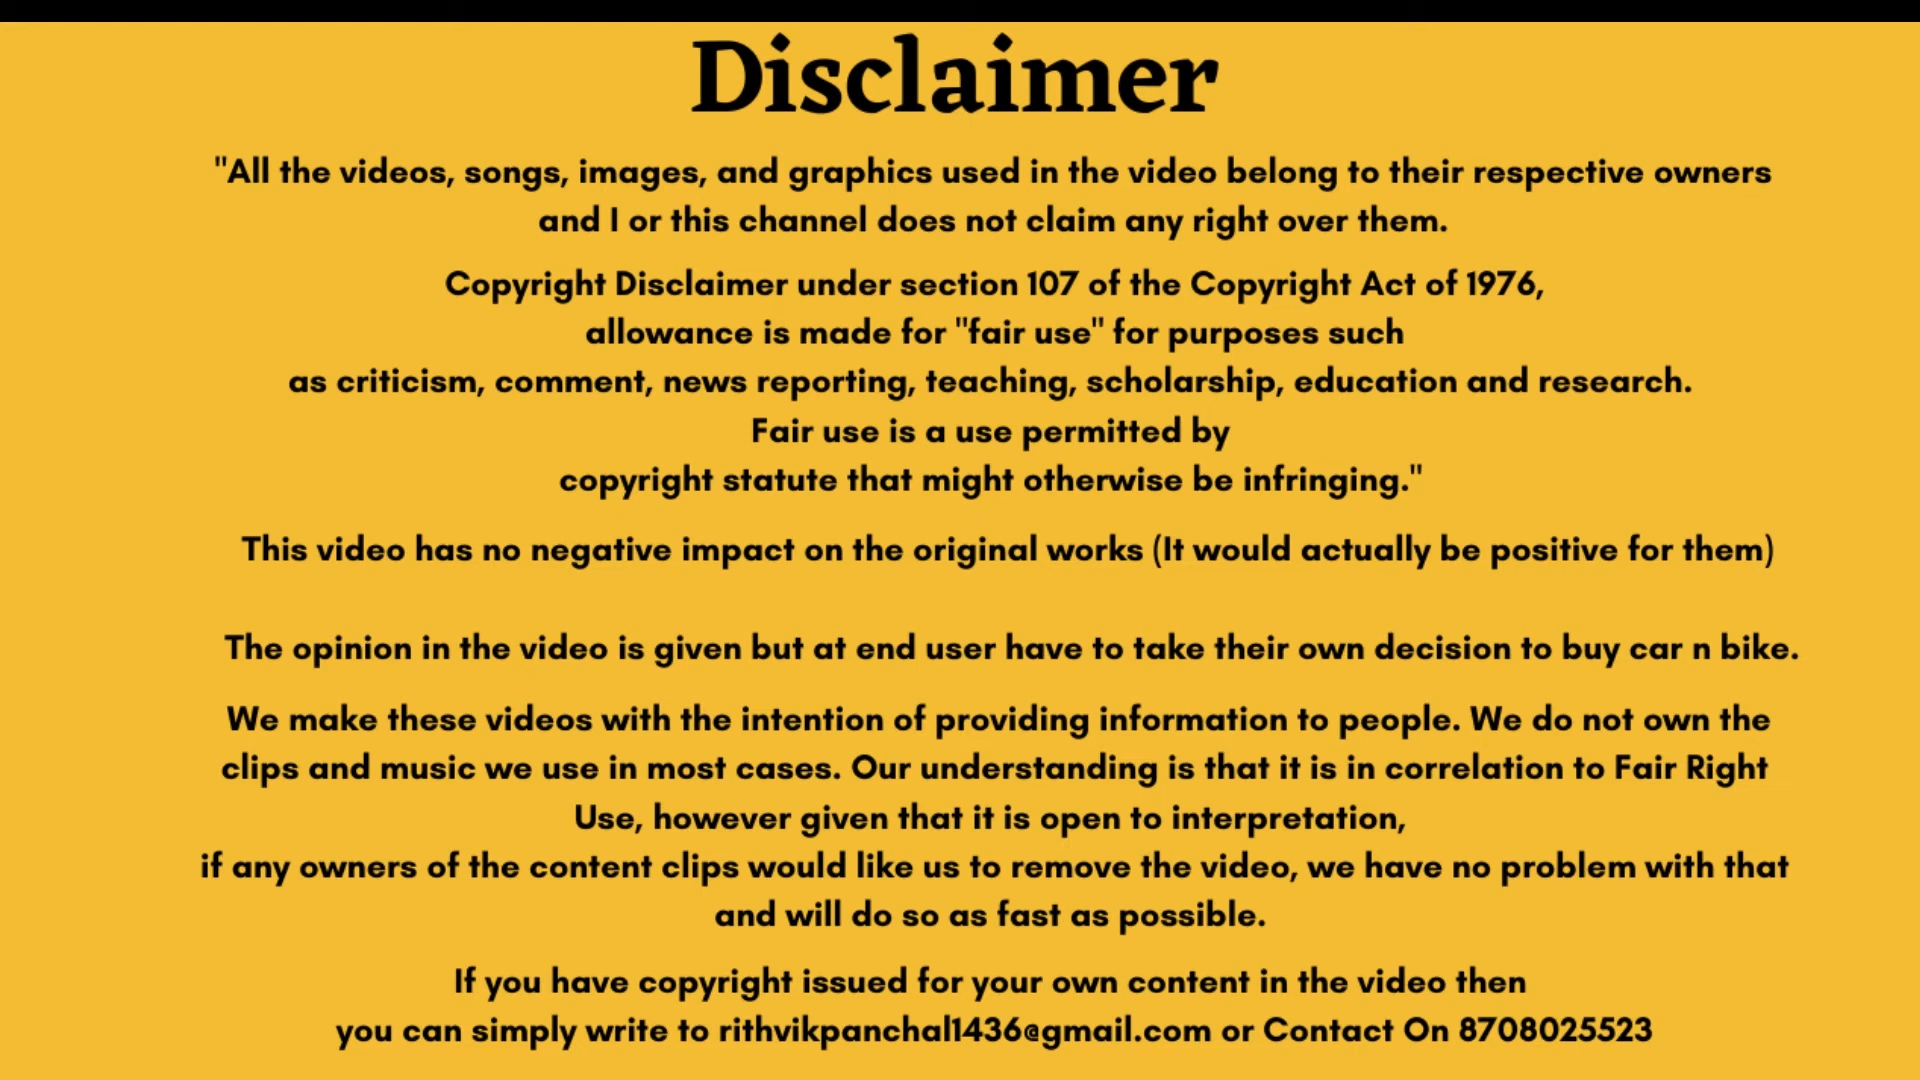 Disclaimer
"All the videos, songs, images, and graphics used in the video belong to their respective owners
and I or this channel does not claim any right over them.
Copyright Disclaimer under section 107 of the Copyright Act of 1976,
allowance is made for "fair use" for purposes such
as criticism, comment, news reporting, teaching, scholarship, education and research.
Fair use is a use permitted by
copyright statute that might otherwise be infringing."
This video has no negative impact on the original works (It would actually be positive for them)
The opinion in the video is given but at end user have to take their own decision to buy car n bike.
We make these videos with the intention of providing information to people. We do not own the
clips and music we use in most cases. Our understanding is that it is in correlation to Fair Right
Use, however given that it is open to interpretation,
if any owners of the content clips would like us to remove the video, we have no problem with that
and will do so as fast as possible.
If you have copyright issued for your own content in the video then
you can simply write to rithvikpanchal1436@gmail.com or Contact On 8708025523